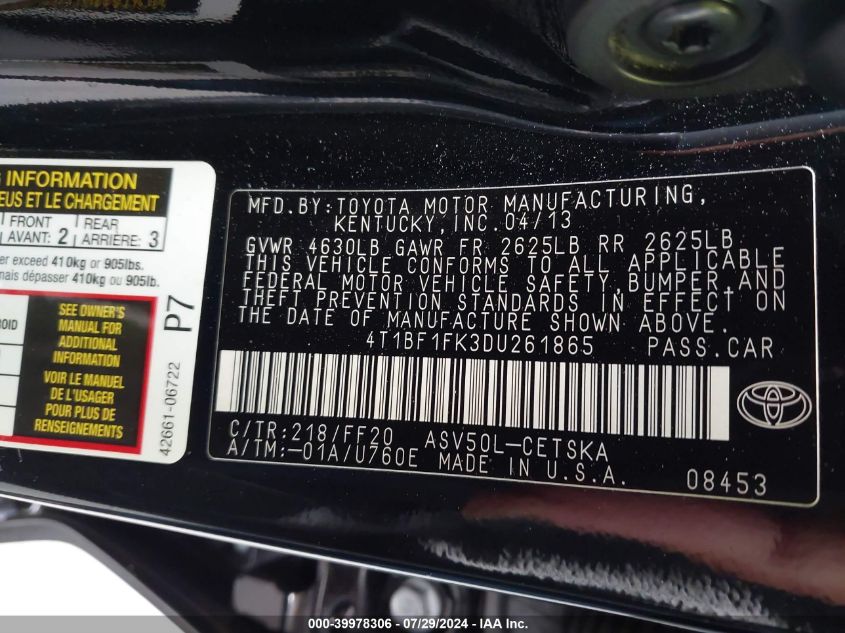 G INFORMATION
EUS ET LE CHARGEMENT
FRONT
AVANT: 2
REAR
ARRIÈRE: 3
er exceed 410kg or 905lbs.
mais dépasser 410kg ou 905lb.
OID
SEE OWNER'S
MANUAL FOR
ADDITIONAL
INFORMATION
VOIR LE MANUEL
DE L'USAGER
POUR PLUS DE
RENSEIGNEMENTS
P7
42661-06722
MFD.BY:TOYOTA MOTOR MANUFACTURING,
KENTUCKY,INC.04/13
GVWR 4630LB GAWR FR 2625LB RR 2625LB
THIS VEHICLE CONFORMS TO ALL APPLICABLE
FEDERAL MOTOR VEHICLE SAFETY,BUMPER,AND
THEFT PREVENTION STANDARDS IN EFFECT ON
THE DATE OF MANUFACTURE SHOWN ABOVE.
4T1BF1FK3DU261865 PASS.CAR
C/TR:218/FF20 ASV50L-CETSKA
A/TM:-01A/U760E MADE IN U.S.A.
08453
000-39978306 - 07/29/2024 - IAA Inc.